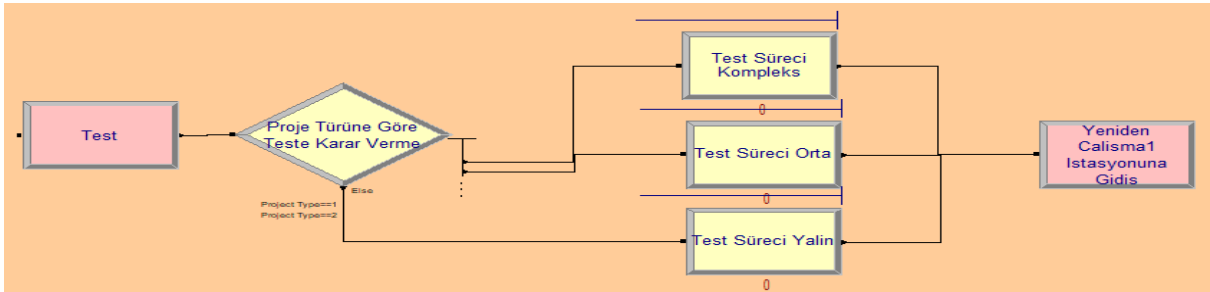 Test
Proje Türüne Göre
Teste Karar Verme
Else
Project Type==1
Project Type==2
Test Süreci
Kompleks
0
Test Süreci Orta
0
Test Süreci Yalin
0
Yeniden
Calisma1
Istasyonuna
Gidis